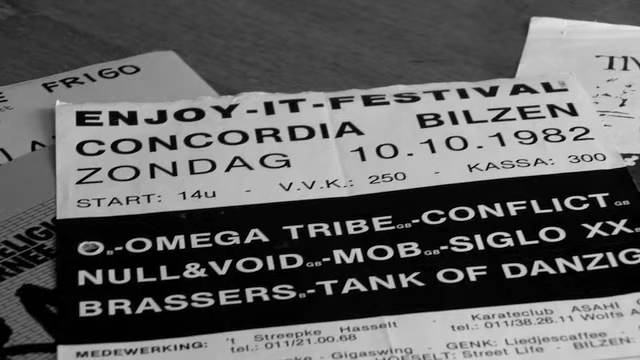 FRIGO
ENJOY-IT-FESTIVAL
CONCORDIA BILZEN
ZONDAG 10.10.1982
START: 14u - V.V.K.: 250 - KASSA: 300
O.B-OMEGA TRIBE GB-CONFLICT GB
NULL&VOID GB-MOB GB-SIGLO XX B
BRASSERS B-TANK OF DANZIG
MEDEWERKING: 't Streepke Hasselt Karateclub ASAHI
tel.: 011/21.00.68 tel.: 011/38.26.11 Wolfs
Gigaswing - GENK: Liedjescaffee
Street Life BILZEN: